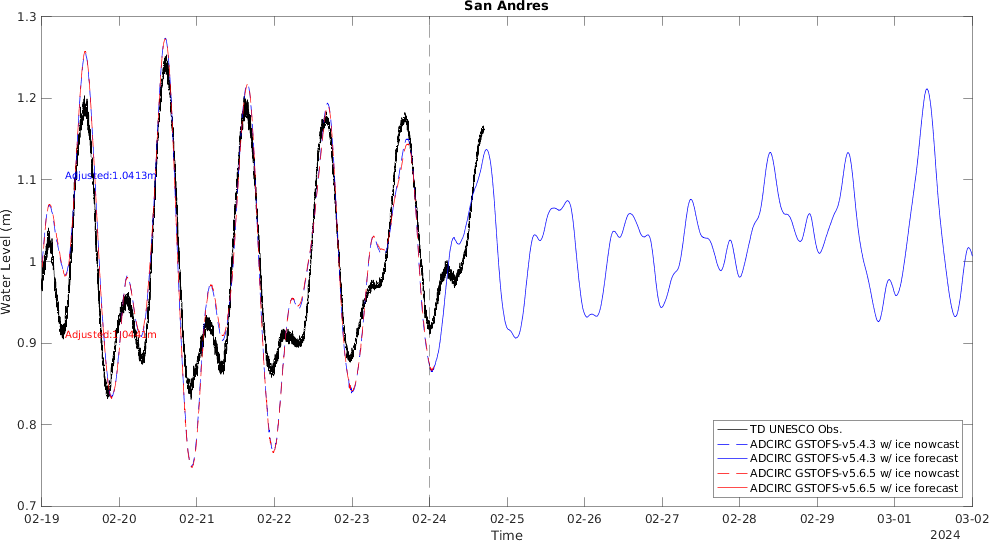 San Andres
1.3
1.2
1.1
1
0.9
0.8
0.7
Water Level (m)
Adjusted:1.0413m
02-19
02-20
02-21
02-22
02-23
02-24
02-25
02-26
02-27
02-28
02-29
03-01
03-02
Time
2024
TD UNESCO Obs.
ADCIRC GSTOFS-v5.4.3 w/ ice nowcast
ADCIRC GSTOFS-v5.4.3 w/ ice forecast
ADCIRC GSTOFS-v5.6.5 w/ ice nowcast
ADCIRC GSTOFS-v5.6.5 w/ ice forecast